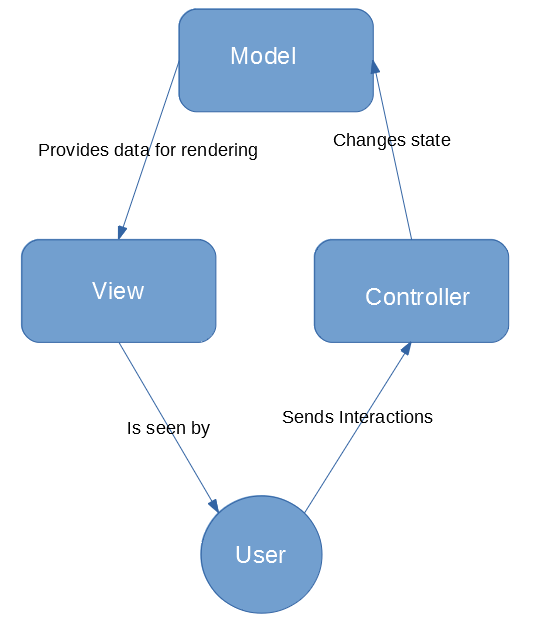 Model
Changes state
Provides data for rendering
View
Controller
Sends Interactions
Is seen by
User